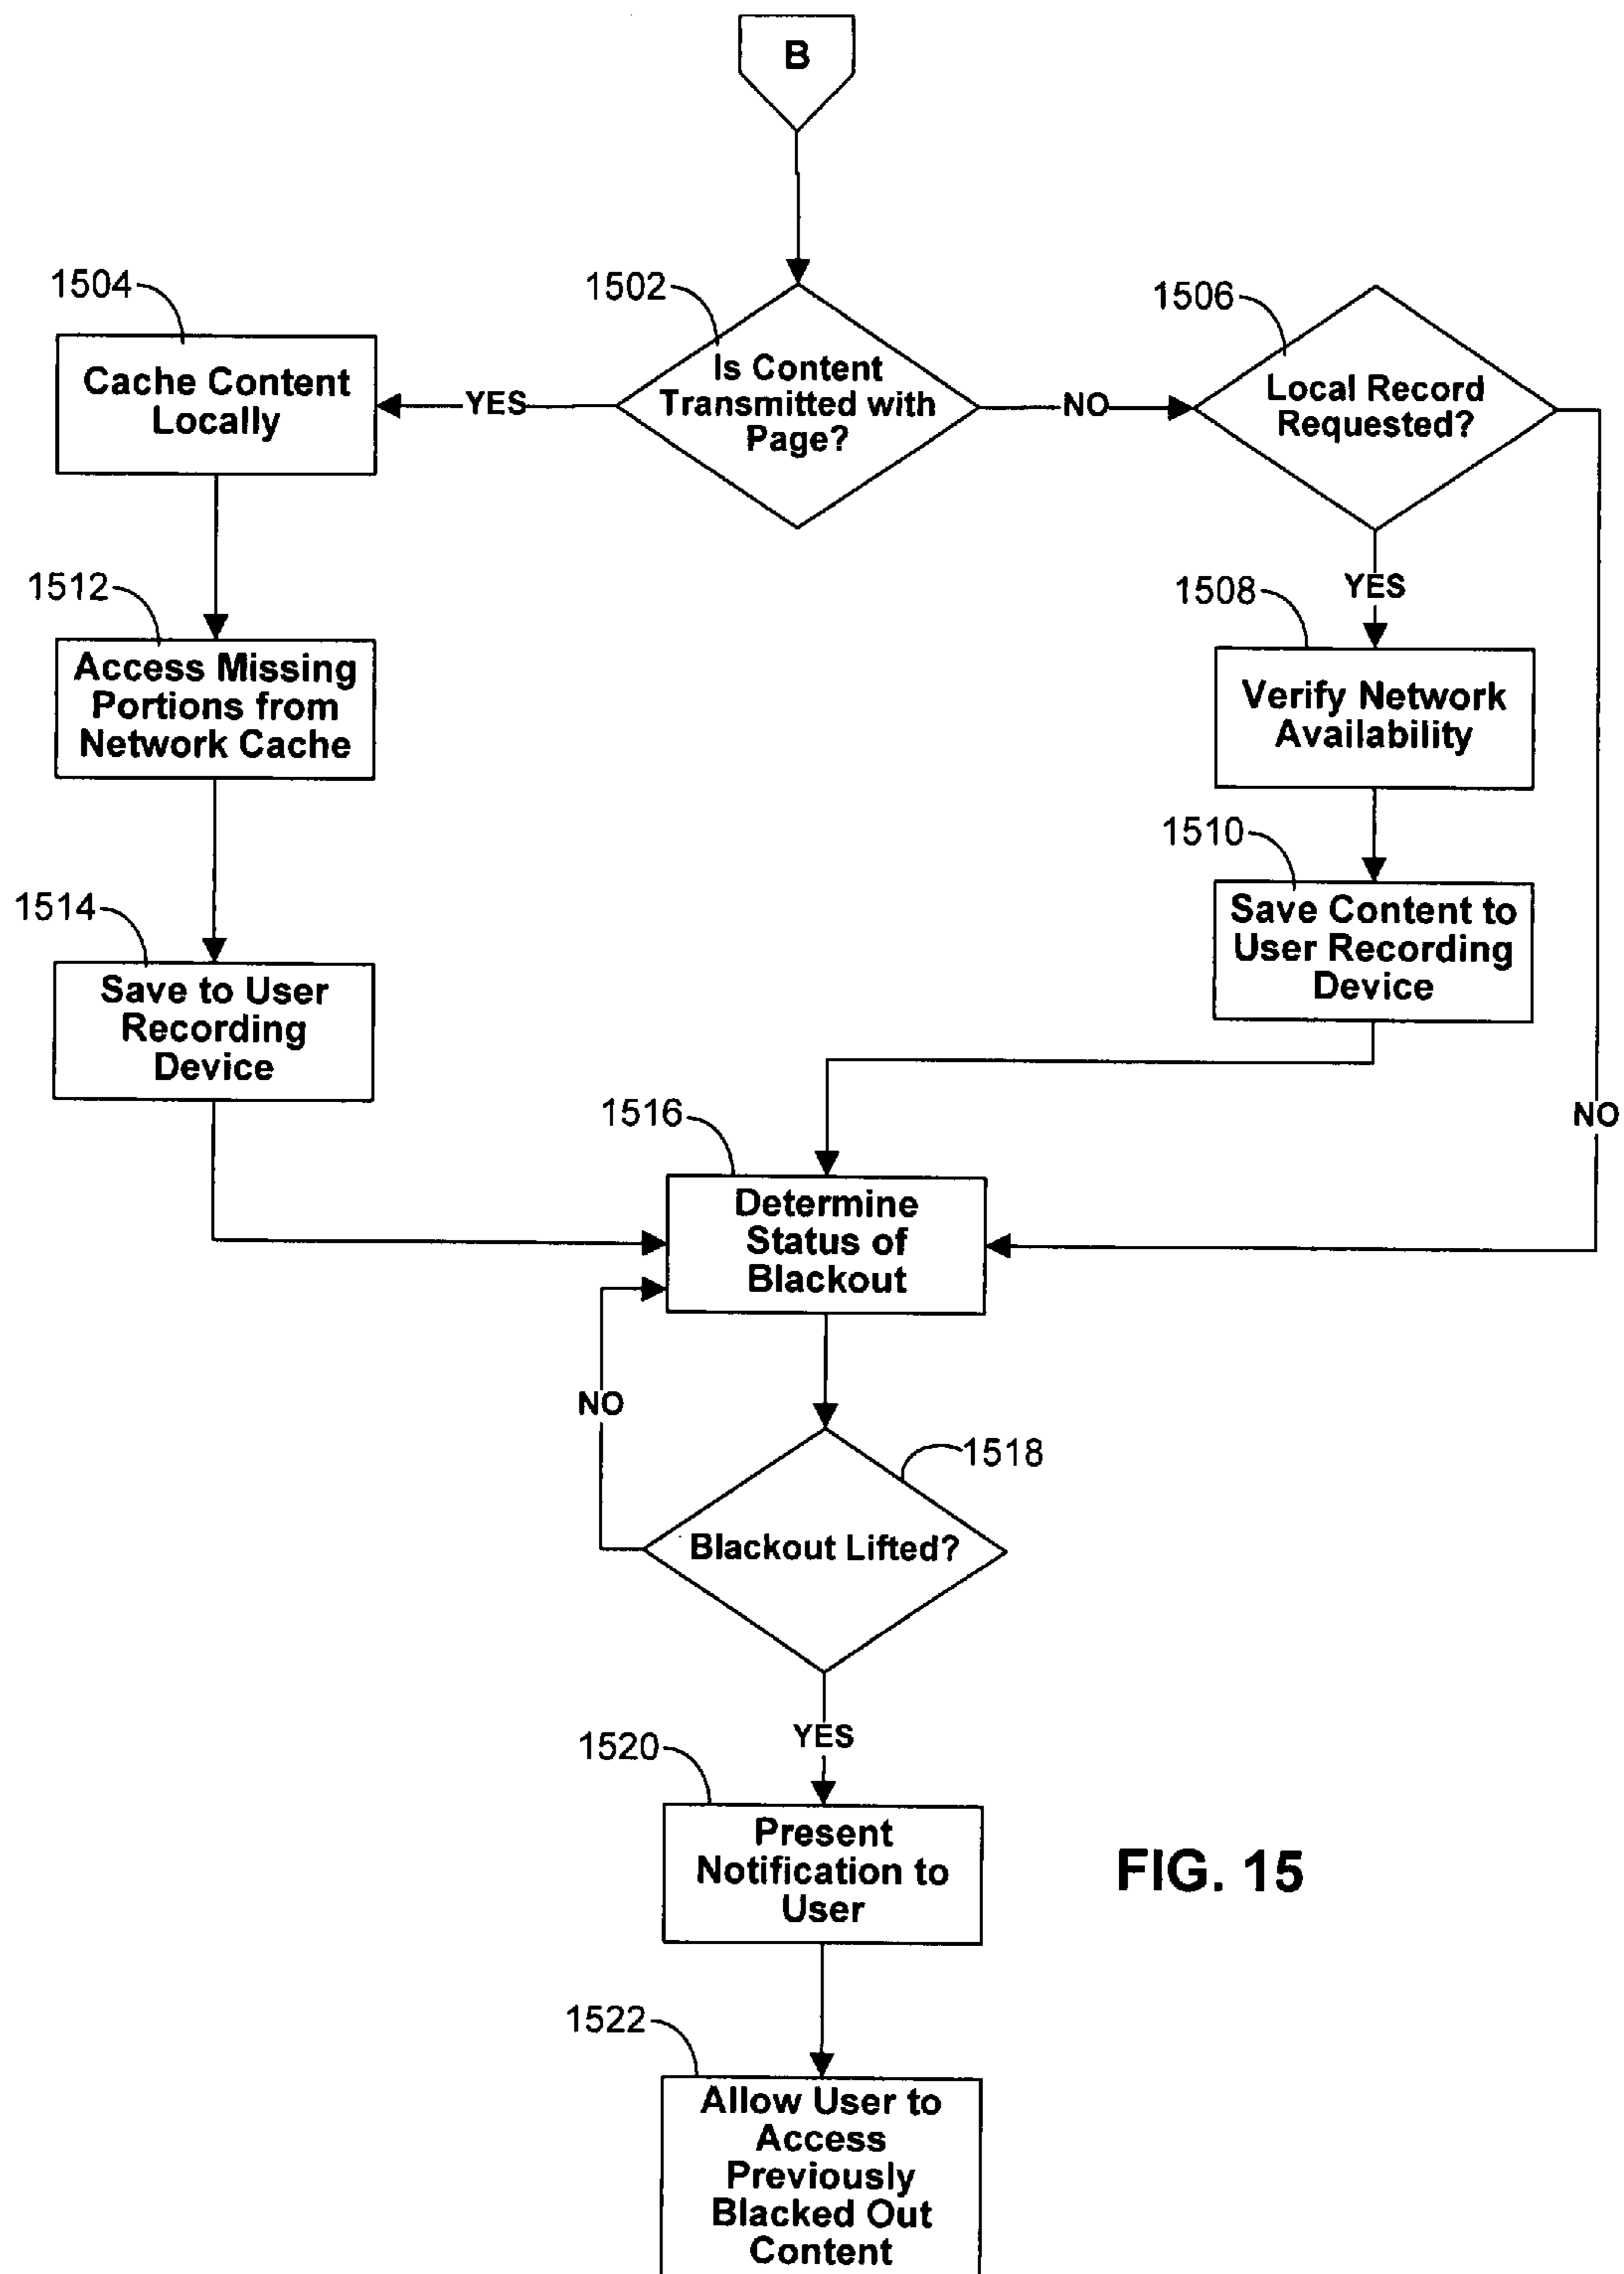 B
1504
1502
1506
Cache Content
Locally
YES
Is Content
Transmitted with
Page?
NO
Local Record
Requested?
1512
1508
YES
Access Missing
Portions from
Network Cache
Verify Network
Availability
1514
1510
Save to User
Recording
Device
Save Content to
User Recording
Device
1516
NO
Determine
Status of
Blackout
NO
1518
Blackout Lifted?
YES
1520
Present
Notification to
User
FIG. 15
1522
Allow User to
Access
Previously
Blacked Out
Content